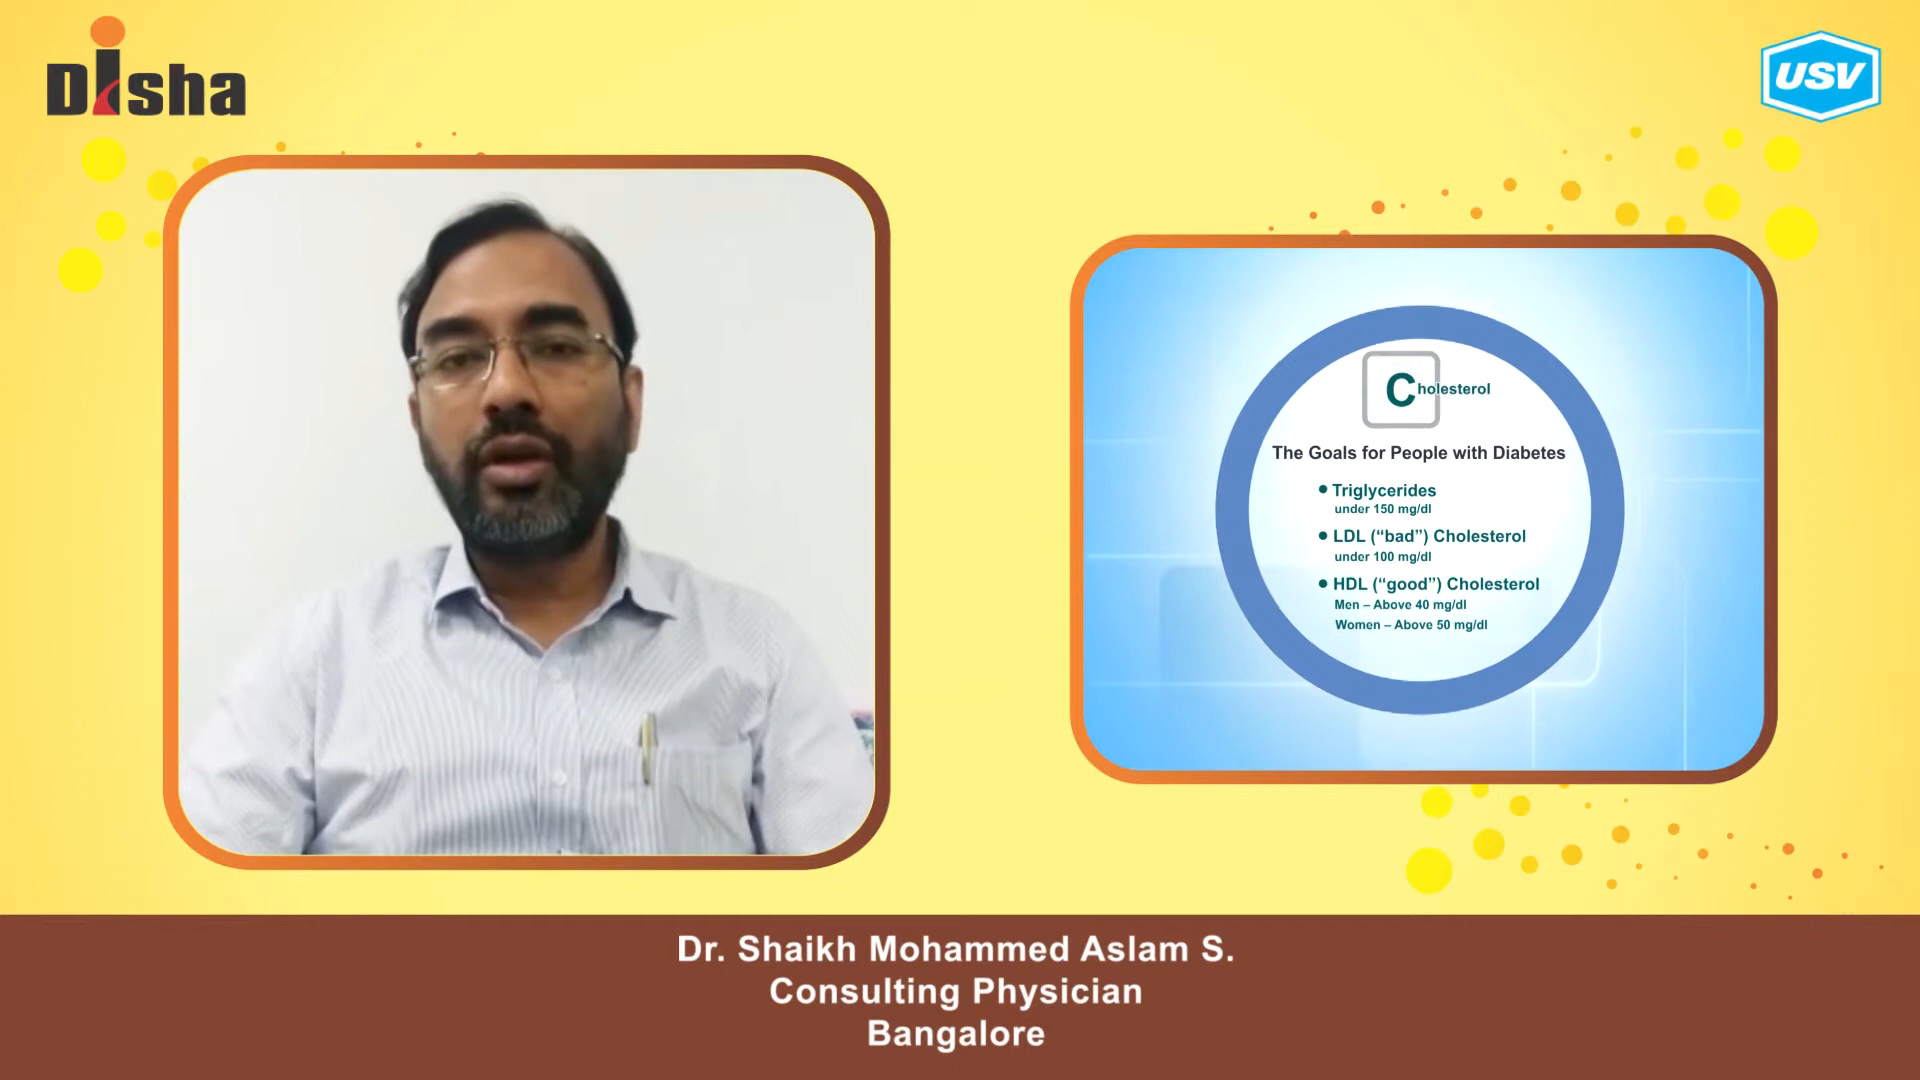 Disha
USV
Cholesterol
The Goals for People with Diabetes
• Triglycerides
under 150 mg/dl
• LDL (“bad”) Cholesterol
under 100 mg/dl
• HDL (“good”) Cholesterol
Men – Above 40 mg/dl
Women – Above 50 mg/dl
Dr. Shaikh Mohammed Aslam S.
Consulting Physician
Bangalore